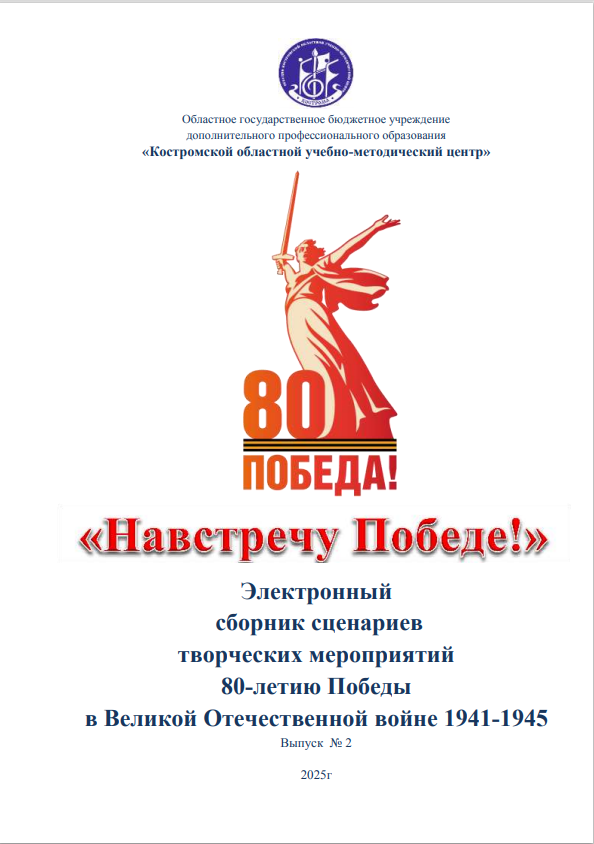 КОСТРОМА
Областное государственное бюджетное учреждение
дополнительного профессионального образования
«Костромской областной учебно-методический центр»
80
ПОБЕДА!
«Навстречу Победе!»
Электронный
сборник сценариев
творческих мероприятий
80-летию Победы
в Великой Отечественной войне 1941-1945
Выпуск № 2
2025г